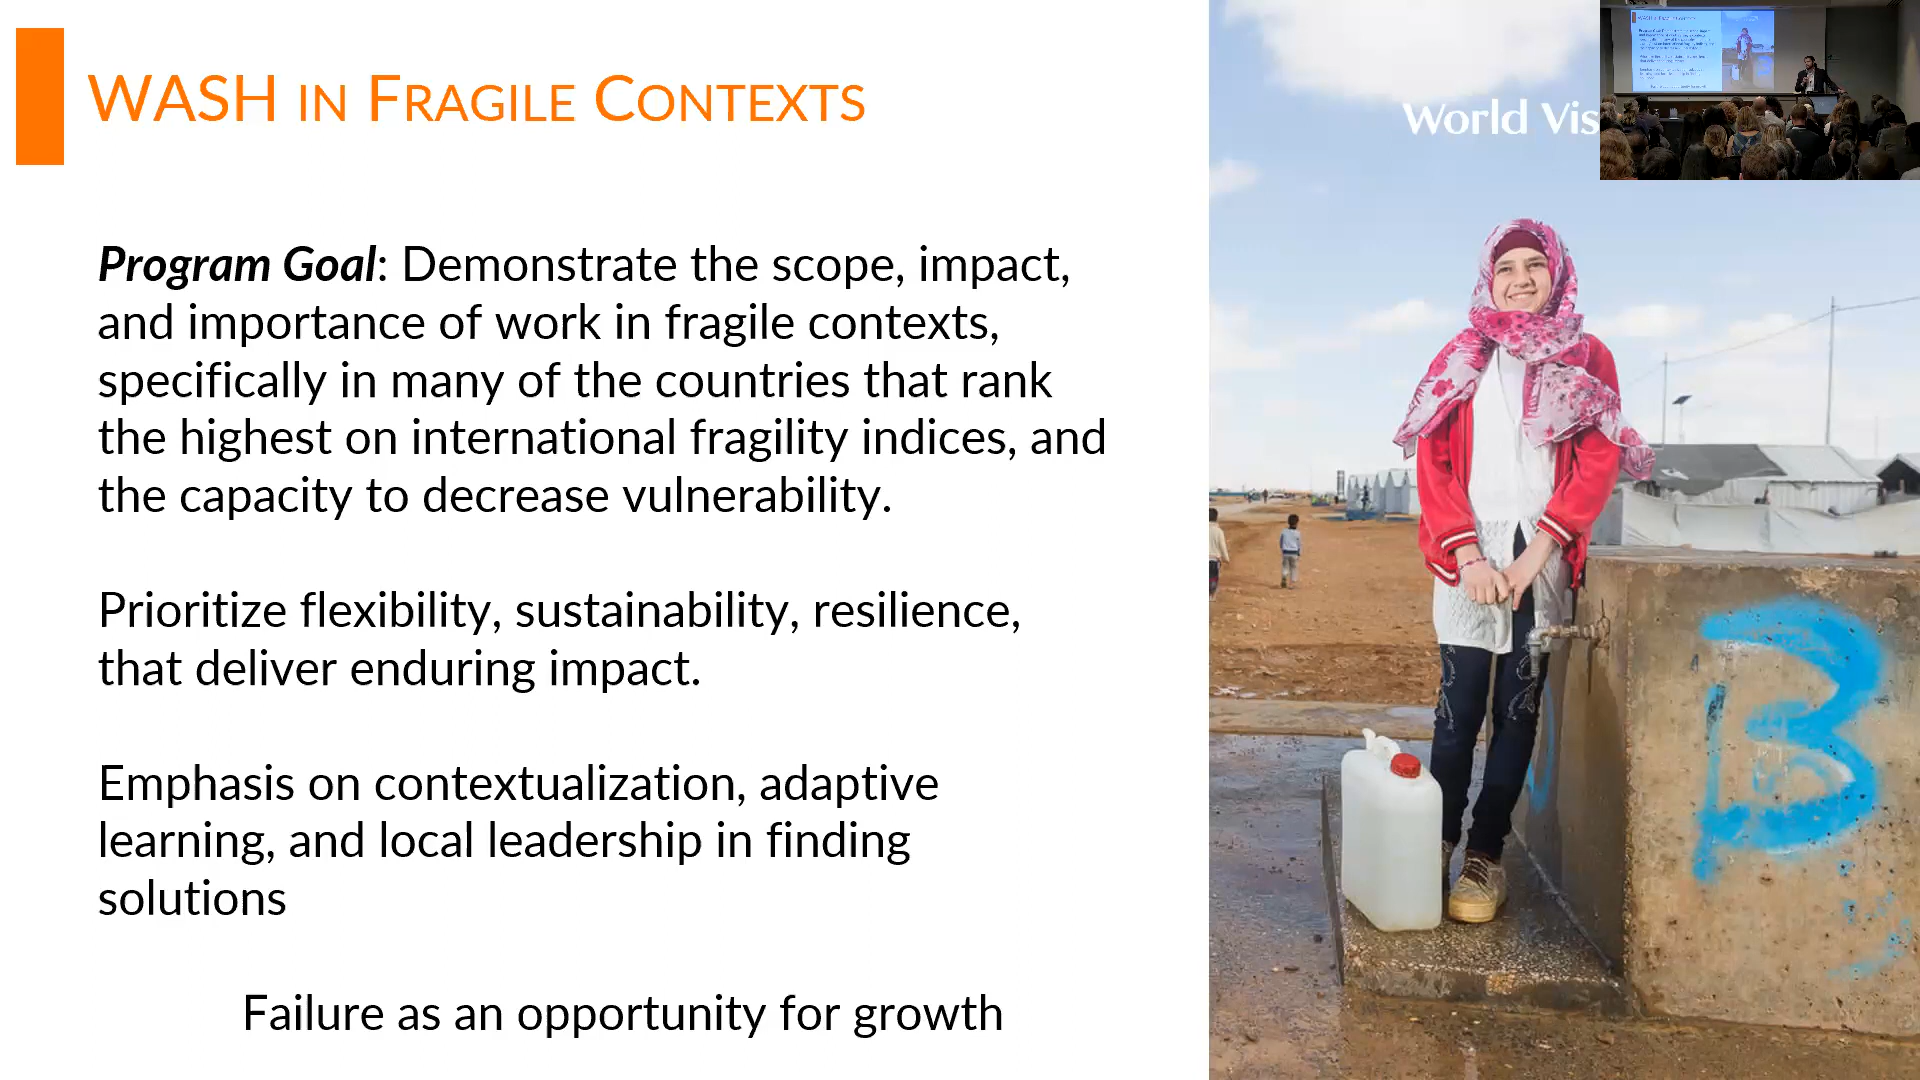 WASH IN FRAGILE CONTEXTS
World Vis
Program Goal: Demonstrate the scope, impact,
and importance of work in fragile contexts,
specifically in many of the countries that rank
the highest on international fragility indices, and
the capacity to decrease vulnerability.
Prioritize flexibility, sustainability, resilience,
that deliver enduring impact.
Emphasis on contextualization, adaptive
learning, and local leadership in finding
solutions
Failure as an opportunity for growth
B